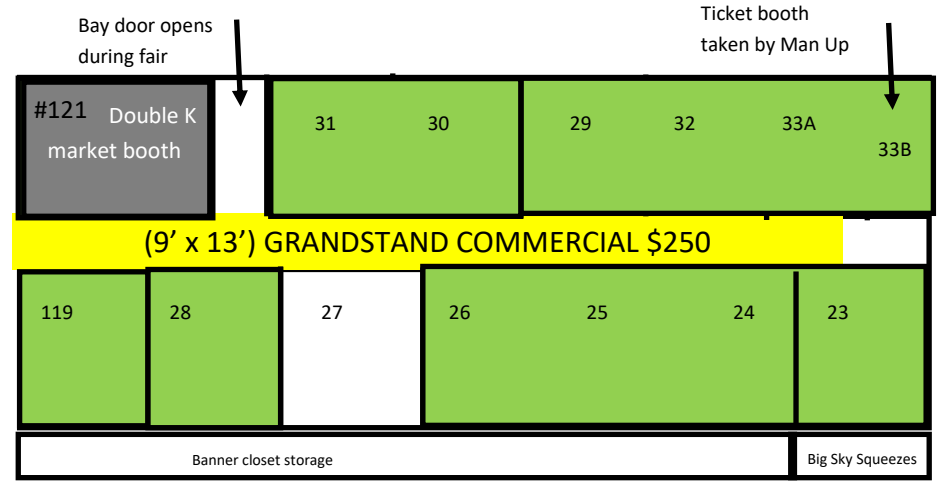 Bay door opens
during fair
Ticket booth
taken by Man Up
#121 Double K
market booth
31 30 29 32 33A
33B
(9’ x 13’) GRANDSTAND COMMERCIAL $250
119 28 27 26 25 24 23
Banner closet storage
Big Sky Squeezes